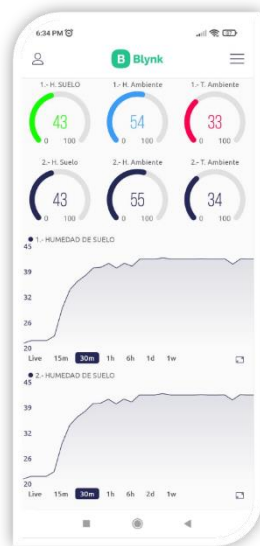 6:34 PM
Blynk
1.- H. SUELO 1.- H. Ambiente 1.- T. Ambiente
43 54 33
0 100 0 100 0 100
2.- H. Suelo 2.- H. Ambiente 2.- T. Ambiente
43 55 34
0 100 0 100 0 100
1.- HUMEDAD DE SUELO
45
39
32
26
20
Live 15m 30m 1h 6h 1d 1w
2.- HUMEDAD DE SUELO
45
39
32
26
20
Live 15m 30m 1h 6h 2d 1w